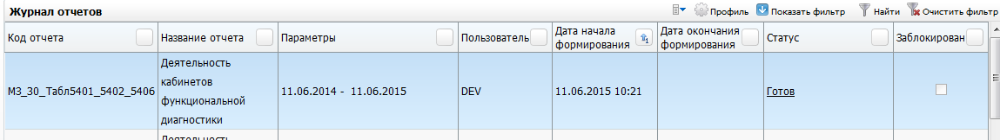 Журнал отчетов
Профиль
Показать фильтр
Найти
Очистить фильтр
Код отчета
Название отчета
Параметры
Пользователь
Дата начала
формирования
1
Дата окончания
формирования
Статус
Заблокирован
МЗ_30_Табл5401_5402_5406
Деятельность
кабинетов
функциональной
диагностики
11.06.2014 - 11.06.2015
DEV
11.06.2015 10:21
Готов
Деятельность